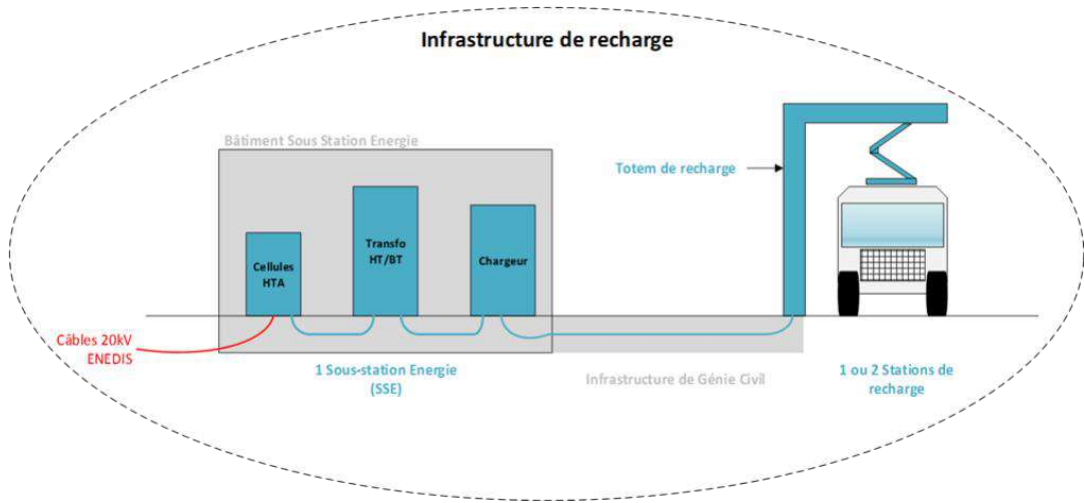 Infrastructure de recharge
Bâtiment Sous Station Energie
Totem de recharge
Transfo
HT/BT
Cellules
HTA
Chargeur
Câbles 20kV
ENEDIS
1 Sous-station Energie
(SSE)
Infrastructure de Génie Civil
1 ou 2 Stations de
recharge